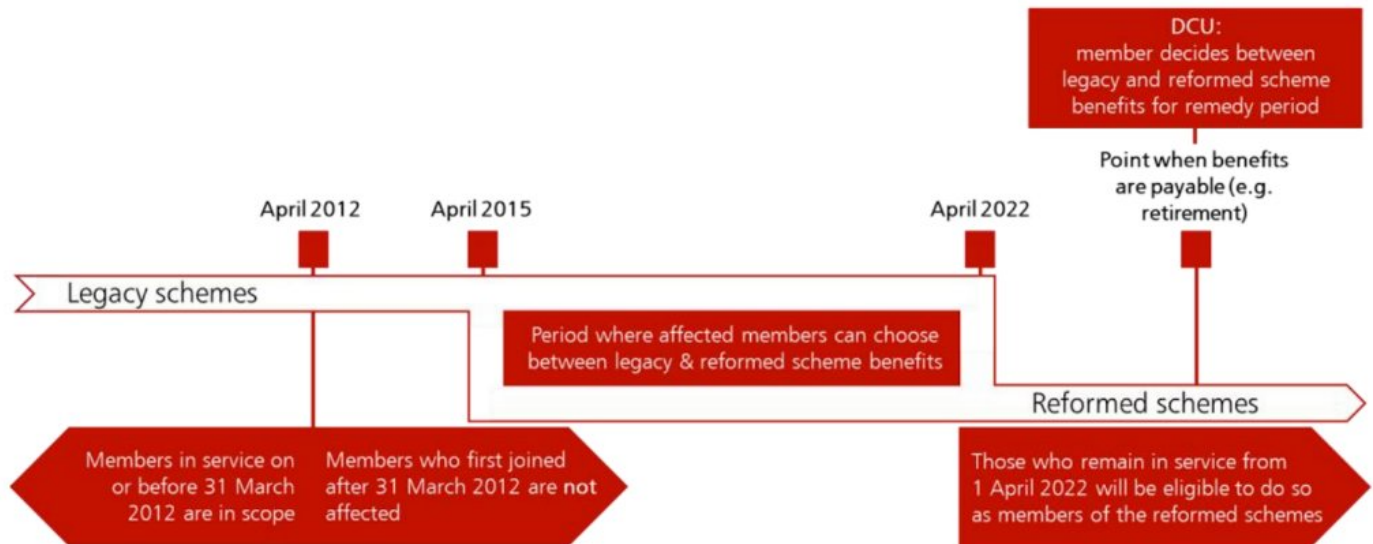 DCU:
member decides between
legacy and reformed scheme
benefits for remedy period
Point when benefits
are payable (e.g.
retirement)
April 2012
April 2015
April 2022
Legacy schemes
Period where affected members can choose
between legacy & reformed scheme benefits
Reformed schemes
Members in service on
or before 31 March
2012 are in scope
Members who first joined
after 31 March 2012 are not
affected
Those who remain in service from
1 April 2022 will be eligible to do so
as members of the reformed schemes